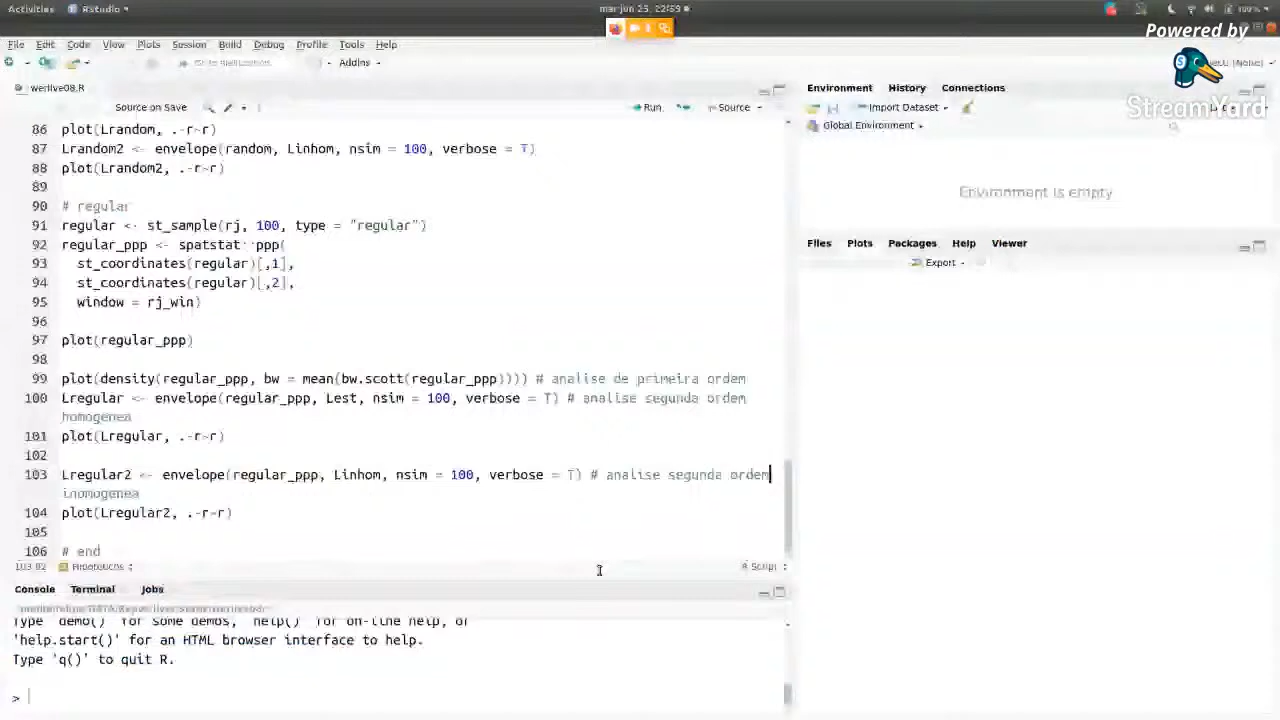 Activities RStudio
Powered by
StreamYard
File Edit Code View Plots Session Build Debug Profile Tools Help
Go to file/function Addins
werlive08.R
Source on Save Run Source
86 plot(Lrandom, .-r~r)
87 Lrandom2 <- envelope(random, Linhom, nsim = 100, verbose = T)
88 plot(Lrandom2, .-r~r)
89
90 # regular
91 regular <- st_sample(rj, 100, type = "regular")
92 regular_ppp <- spatstat::ppp(
93 st_coordinates(regular)[,1],
94 st_coordinates(regular)[,2],
95 window = rj_win)
96
97 plot(regular_ppp)
98
99 plot(density(regular_ppp, bw = mean(bw.scott(regular_ppp)))) # analise de primeira ordem
100 Lregular <- envelope(regular_ppp, Lest, nsim = 100, verbose = T) # analise segunda ordem
homogenea
101 plot(Lregular, .-r~r)
102
103 Lregular2 <- envelope(regular_ppp, Linhom, nsim = 100, verbose = T) # analise segunda ordem
inomogenea
104 plot(Lregular2, .-r~r)
105
106 # end
R Script
Console Terminal Jobs
Type 'demo()' for some demos, 'help()' for on-line help, or
'help.start()' for an HTML browser interface to help.
Type 'q()' to quit R.
>
Environment History Connections
Import Dataset
Global Environment
Environment is empty
Files Plots Packages Help Viewer
Export